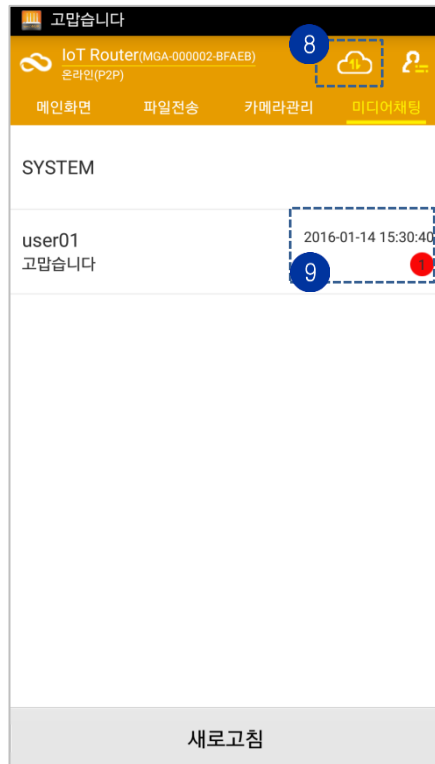 고맙습니다
8
IoT Router(MGA-000002-BFAEB)
온라인(P2P)
메인화면 파일전송 카메라관리 미디어채팅
SYSTEM
user01 2016-01-14 15:30:40
고맙습니다 9 1
새로고침